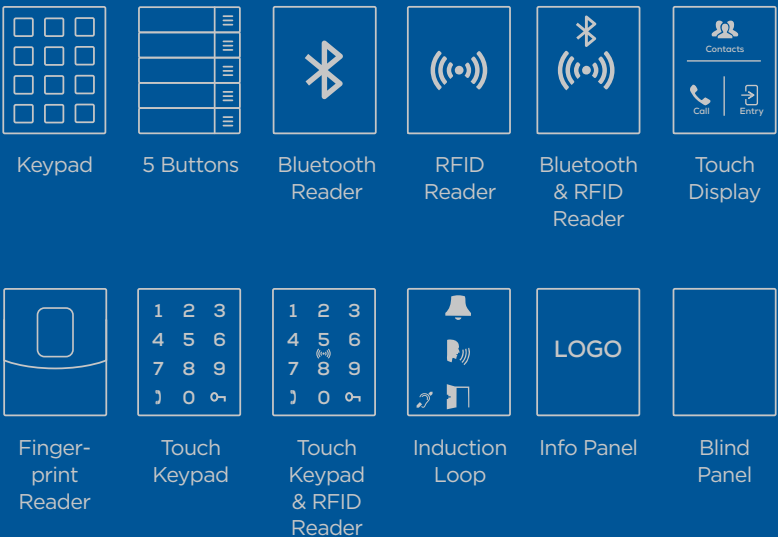 Contacts
Call
Entry
Keypad
5 Buttons
Bluetooth
Reader
RFID
Reader
Bluetooth
& RFID
Reader
Touch
Display
1 2 3
4 5 6
7 8 9
0
1 2 3
4 5 6
7 8 9
0
LOGO
Finger-
print
Reader
Touch
Keypad
Touch
Keypad
& RFID
Reader
Induction
Loop
Info Panel
Blind
Panel